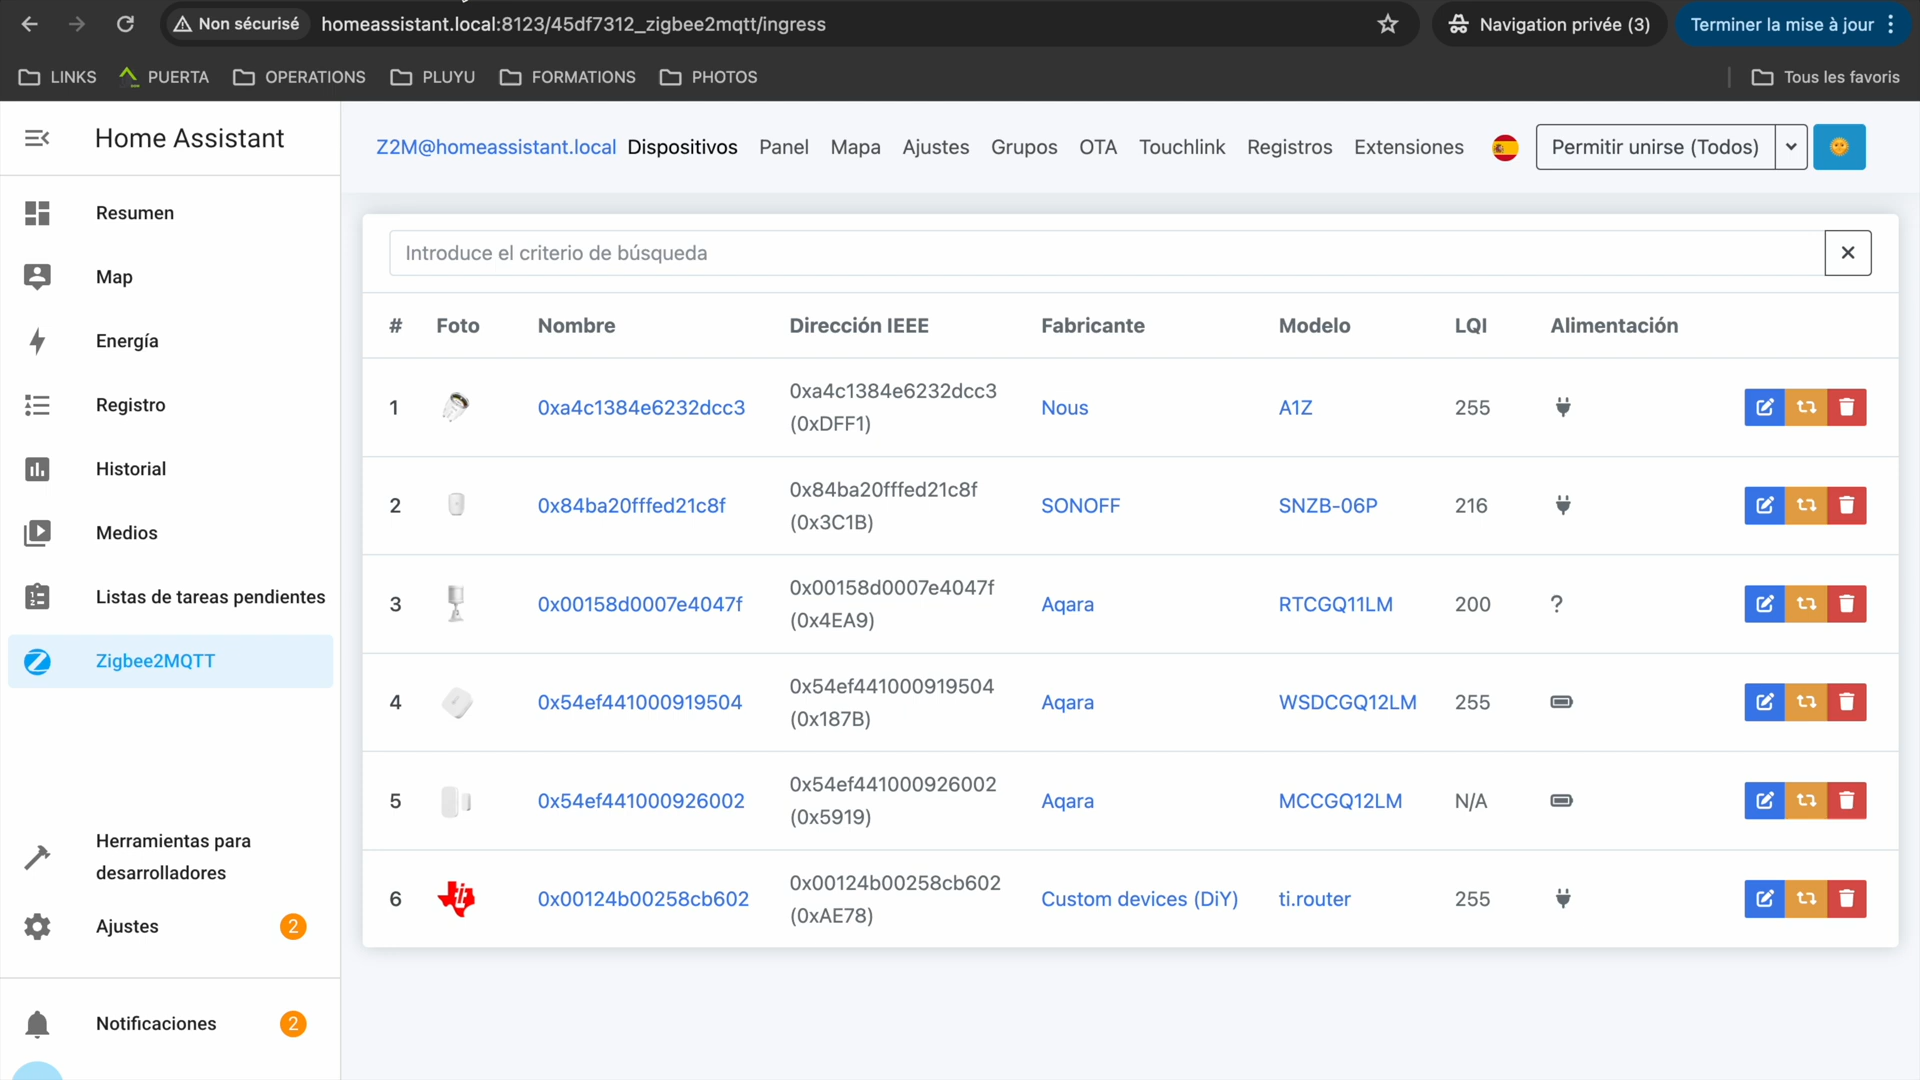 Non sécurisé
homeassistant.local:8123/45df7312_zigbee2mqtt/ingress
Navigation privée (3)
Terminer la mise à jour
LINKS
PUERTA
OPERATIONS
PLUYU
FORMATIONS
PHOTOS
Tous les favoris
Home Assistant
Resumen
Map
Energía
Registro
Historial
Medios
Listas de tareas pendientes
Zigbee2MQTT
Herramientas para
desarrolladores
Ajustes 2
Notificaciones 2
Z2M@homeassistant.local Dispositivos Panel Mapa Ajustes Grupos OTA Touchlink Registros Extensiones
Permitir unirse (Todos)
Introduce el criterio de búsqueda
# Foto Nombre Dirección IEEE Fabricante Modelo LQI Alimentación
1 0xa4c1384e6232dcc3 0xa4c1384e6232dcc3 Nous A1Z 255
(0xDFF1)
2 0x84ba20fffed21c8f 0x84ba20fffed21c8f SONOFF SNZB-06P 216
(0x3C1B)
3 0x00158d0007e4047f 0x00158d0007e4047f Aqara RTCGQ11LM 200 ?
(0x4EA9)
4 0x54ef441000919504 0x54ef441000919504 Aqara WSDCGQ12LM 255
(0x187B)
5 0x54ef441000926002 0x54ef441000926002 Aqara MCCGQ12LM N/A
(0x5919)
6 0x00124b00258cb602 0x00124b00258cb602 Custom devices (DiY) ti.router 255
(0xAE78)